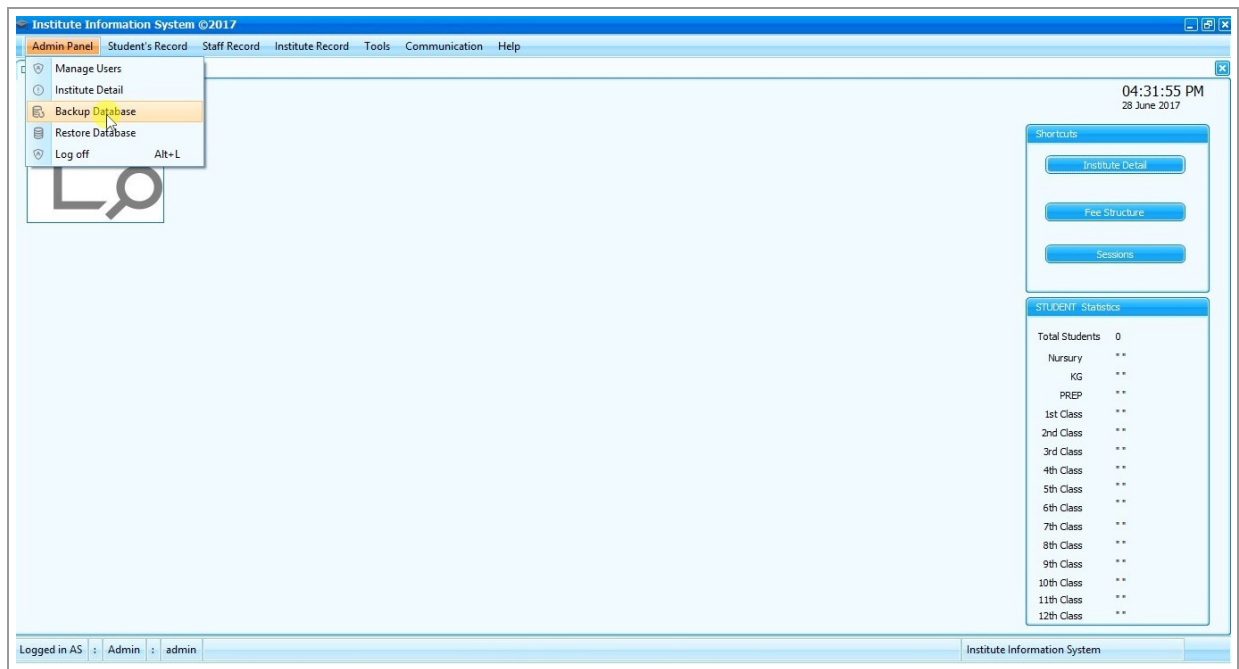 Institute Information System ©2017
Admin Panel Student's Record Staff Record Institute Record Tools Communication Help
Manage Users
Institute Detail
Backup Database
Restore Database
Log off Alt+L
04:31:55 PM
28 June 2017
Shortcuts
Institute Detail
Fee Structure
Sessions
STUDENT Statistics
Total Students 0
Nursury " "
KG " "
PREP " "
1st Class " "
2nd Class " "
3rd Class " "
4th Class " "
5th Class " "
6th Class " "
7th Class " "
8th Class " "
9th Class " "
10th Class " "
11th Class " "
12th Class " "
Logged in AS : Admin : admin Institute Information System